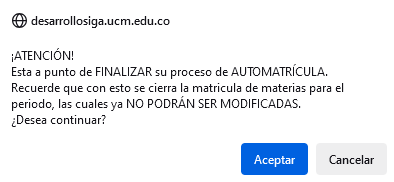 desarrollosiga.ucm.edu.co
¡ATENCIÓN!
Esta a punto de FINALIZAR su proceso de AUTOMATRÍCULA.
Recuerde que con esto se cierra la matricula de materias para el
periodo, las cuales ya NO PODRÁN SER MODIFICADAS.
¿Desea continuar?
Aceptar
Cancelar